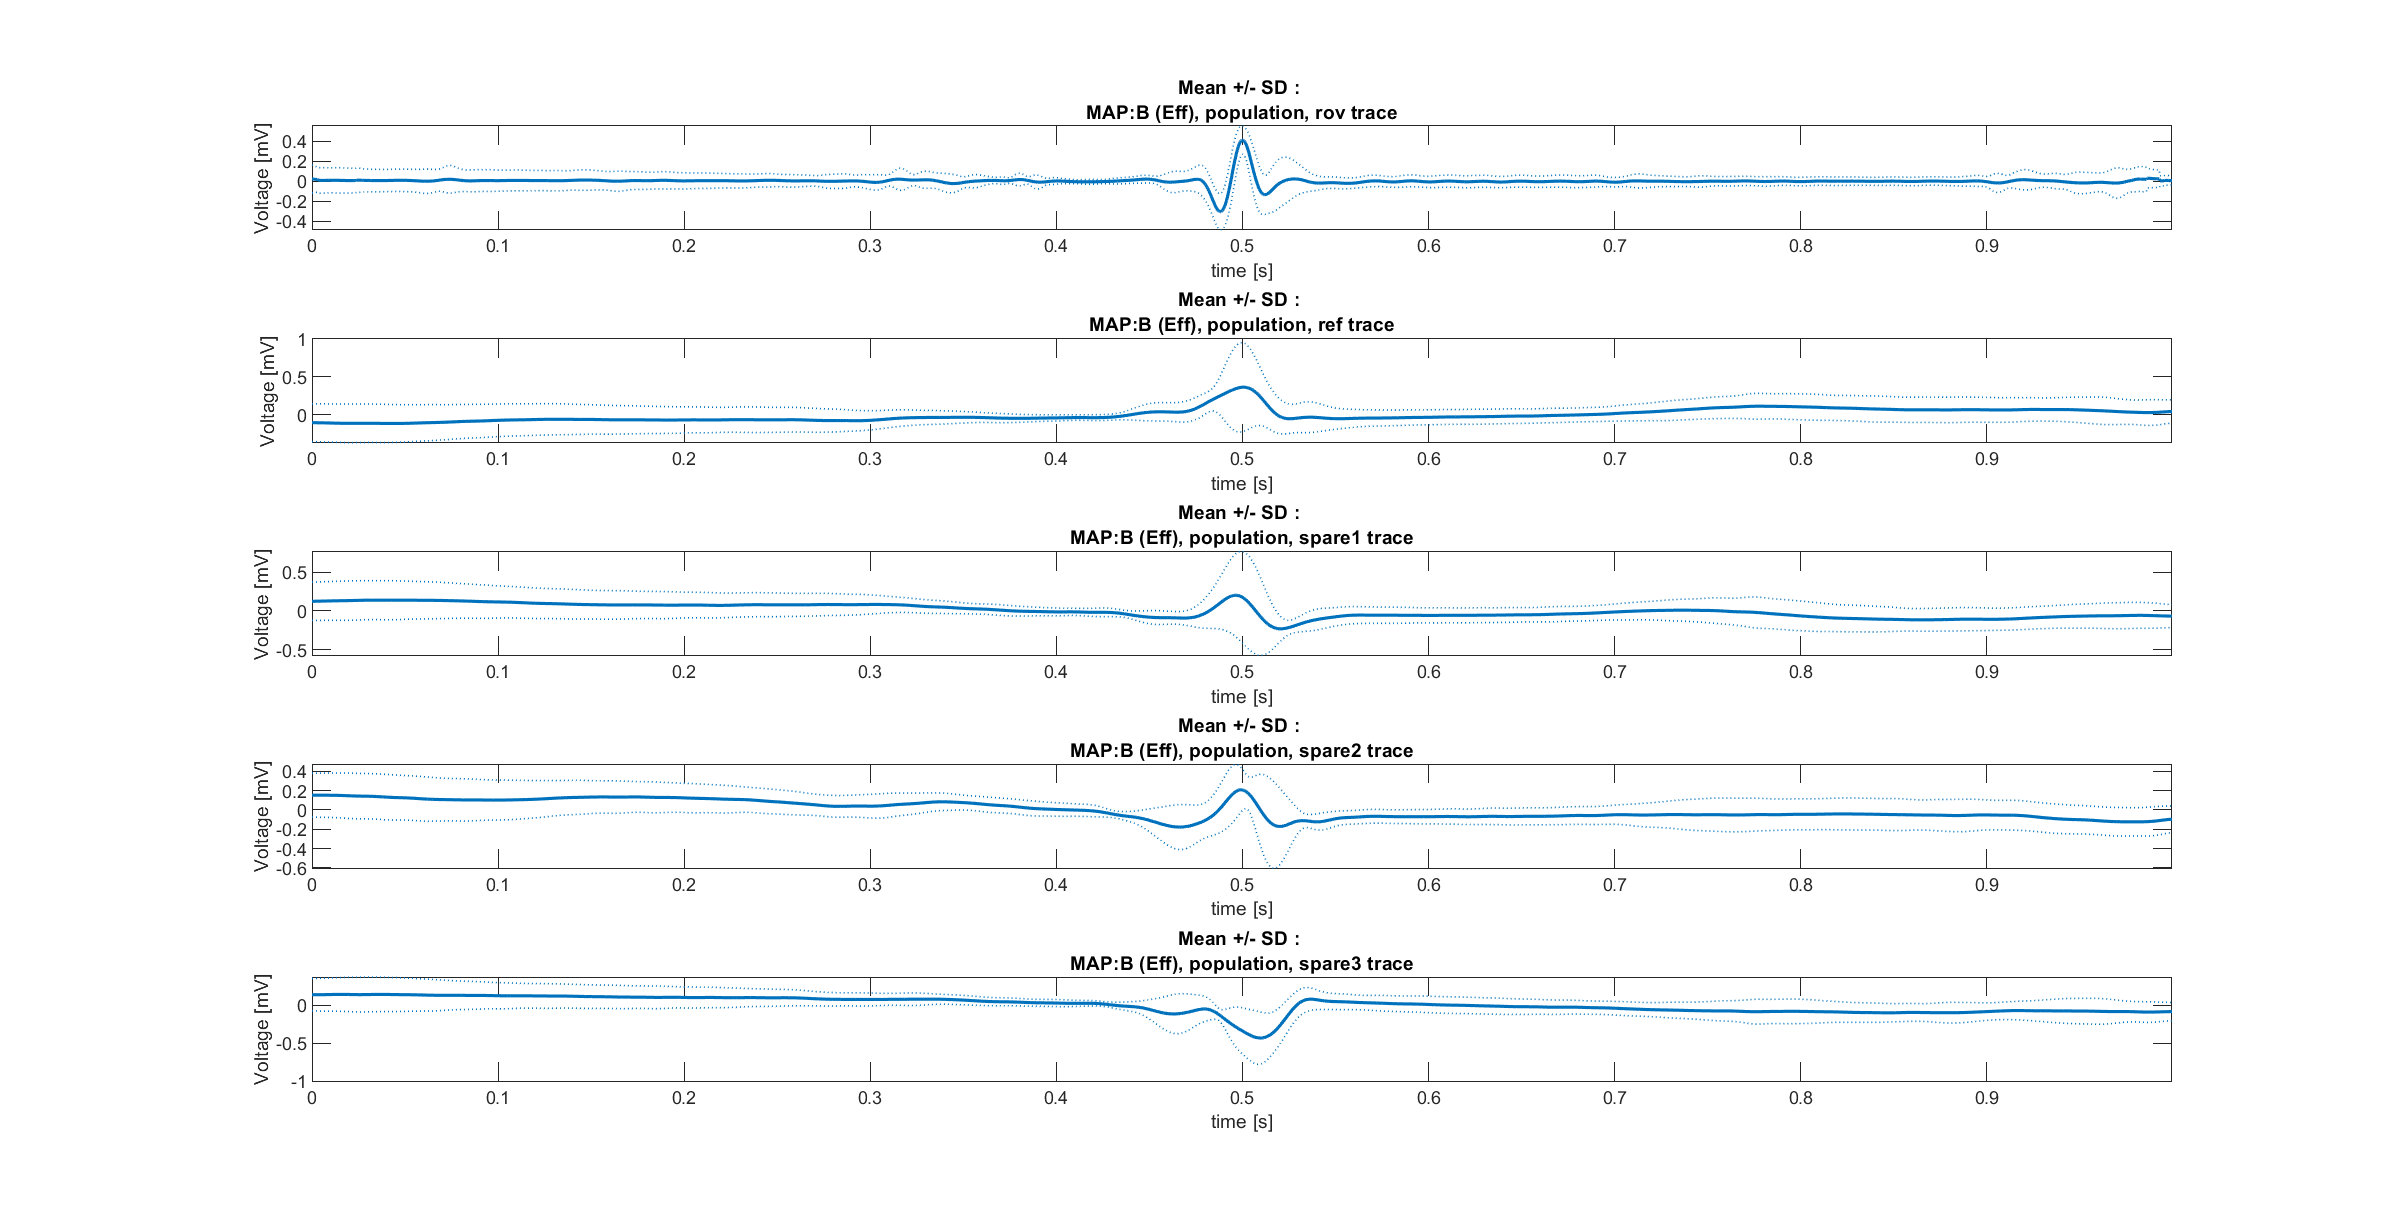 Mean +/- SD :
MAP:B (Eff), population, rov trace
Voltage [mV]
0.4
0.2
0
-0.2
-0.4
0 0.1 0.2 0.3 0.4 0.5 0.6 0.7 0.8 0.9
time [s]
Mean +/- SD :
MAP:B (Eff), population, ref trace
Voltage [mV]
1
0.5
0
0 0.1 0.2 0.3 0.4 0.5 0.6 0.7 0.8 0.9
time [s]
Mean +/- SD :
MAP:B (Eff), population, spare1 trace
Voltage [mV]
0.5
0
-0.5
0 0.1 0.2 0.3 0.4 0.5 0.6 0.7 0.8 0.9
time [s]
Mean +/- SD :
MAP:B (Eff), population, spare2 trace
Voltage [mV]
0.4
0.2
0
-0.2
-0.4
-0.6
0 0.1 0.2 0.3 0.4 0.5 0.6 0.7 0.8 0.9
time [s]
Mean +/- SD :
MAP:B (Eff), population, spare3 trace
Voltage [mV]
0
-0.5
-1
0 0.1 0.2 0.3 0.4 0.5 0.6 0.7 0.8 0.9
time [s]